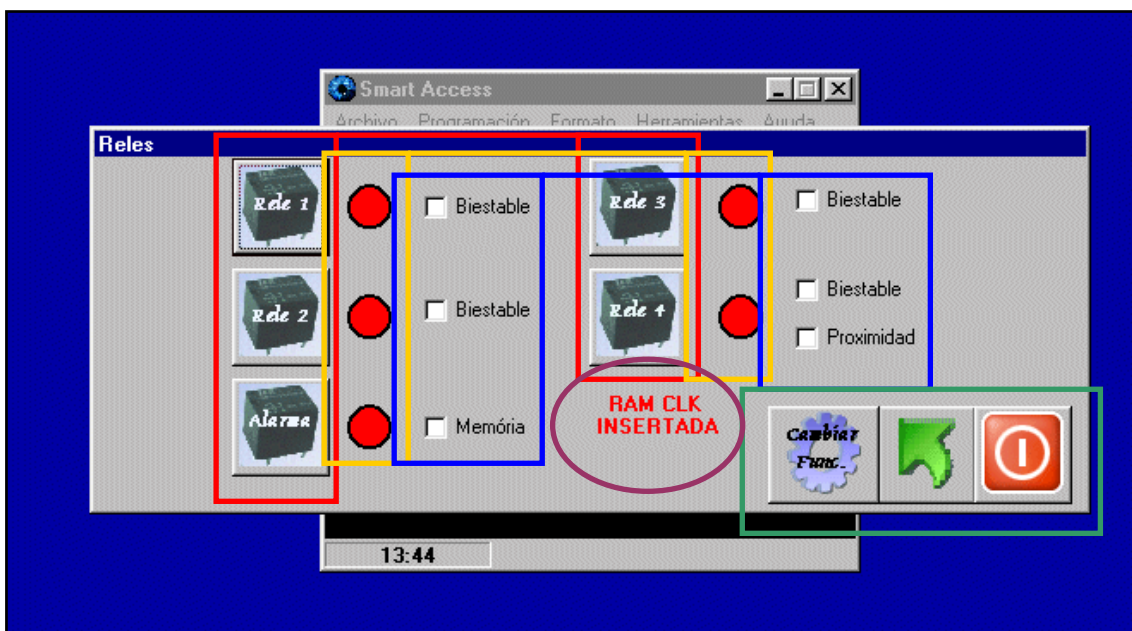 Smart Access
Archivo Programación Formato Herramientas Ayuda
Reles
Rele 1
Biestable
Rele 3
Biestable
Rele 2
Biestable
Rele 4
Biestable
Proximidad
Alarma
Memória
RAM CLK
INSERTADA
Cambiar
Func.
13:44